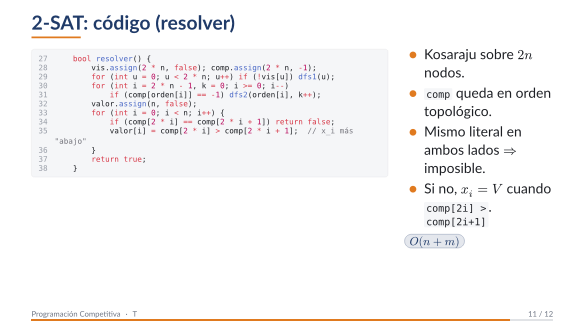 2-SAT: código (resolver)
27 bool resolver() {
28 vis.assign(2 * n, false); comp.assign(2 * n, -1);
29 for (int u = 0; u < 2 * n; u++) if (!vis[u]) dfs1(u);
30 for (int i = 2 * n - 1, k = 0; i >= 0; i--)
31 if (comp[orden[i]] == -1) dfs2(orden[i], k++);
32 valor.assign(n, false);
33 for (int i = 0; i < n; i++) {
34 if (comp[2 * i] == comp[2 * i + 1]) return false;
35 valor[i] = comp[2 * i] > comp[2 * i + 1]; // x_i más
"abajo"
36 }
37 return true;
38 }
• Kosaraju sobre 2n
nodos.
• comp queda en orden
topológico.
• Mismo literal en
ambos lados ⇒
imposible.
• Si no, x_i = V cuando
comp[2i] >.
comp[2i+1]
O(n + m)
Programación Competitiva · T
11 / 12